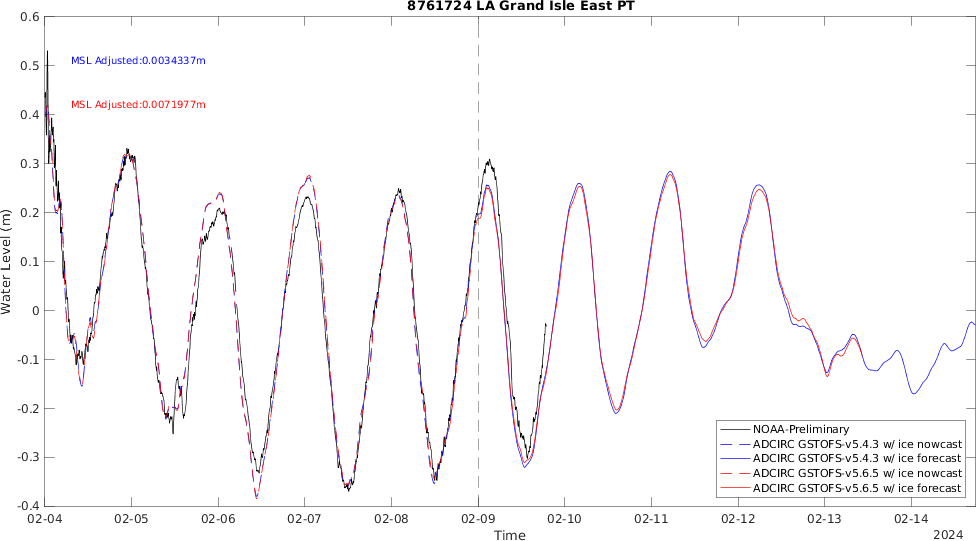 8761724 LA Grand Isle East PT
MSL Adjusted:0.0034337m
MSL Adjusted:0.0071977m
Water Level (m)
0.6
0.5
0.4
0.3
0.2
0.1
0
-0.1
-0.2
-0.3
-0.4
NOAA-Preliminary
ADCIRC GSTOFS-v5.4.3 w/ ice nowcast
ADCIRC GSTOFS-v5.4.3 w/ ice forecast
ADCIRC GSTOFS-v5.6.5 w/ ice nowcast
ADCIRC GSTOFS-v5.6.5 w/ ice forecast
02-04 02-05 02-06 02-07 02-08 02-09 02-10 02-11 02-12 02-13 02-14
Time
2024